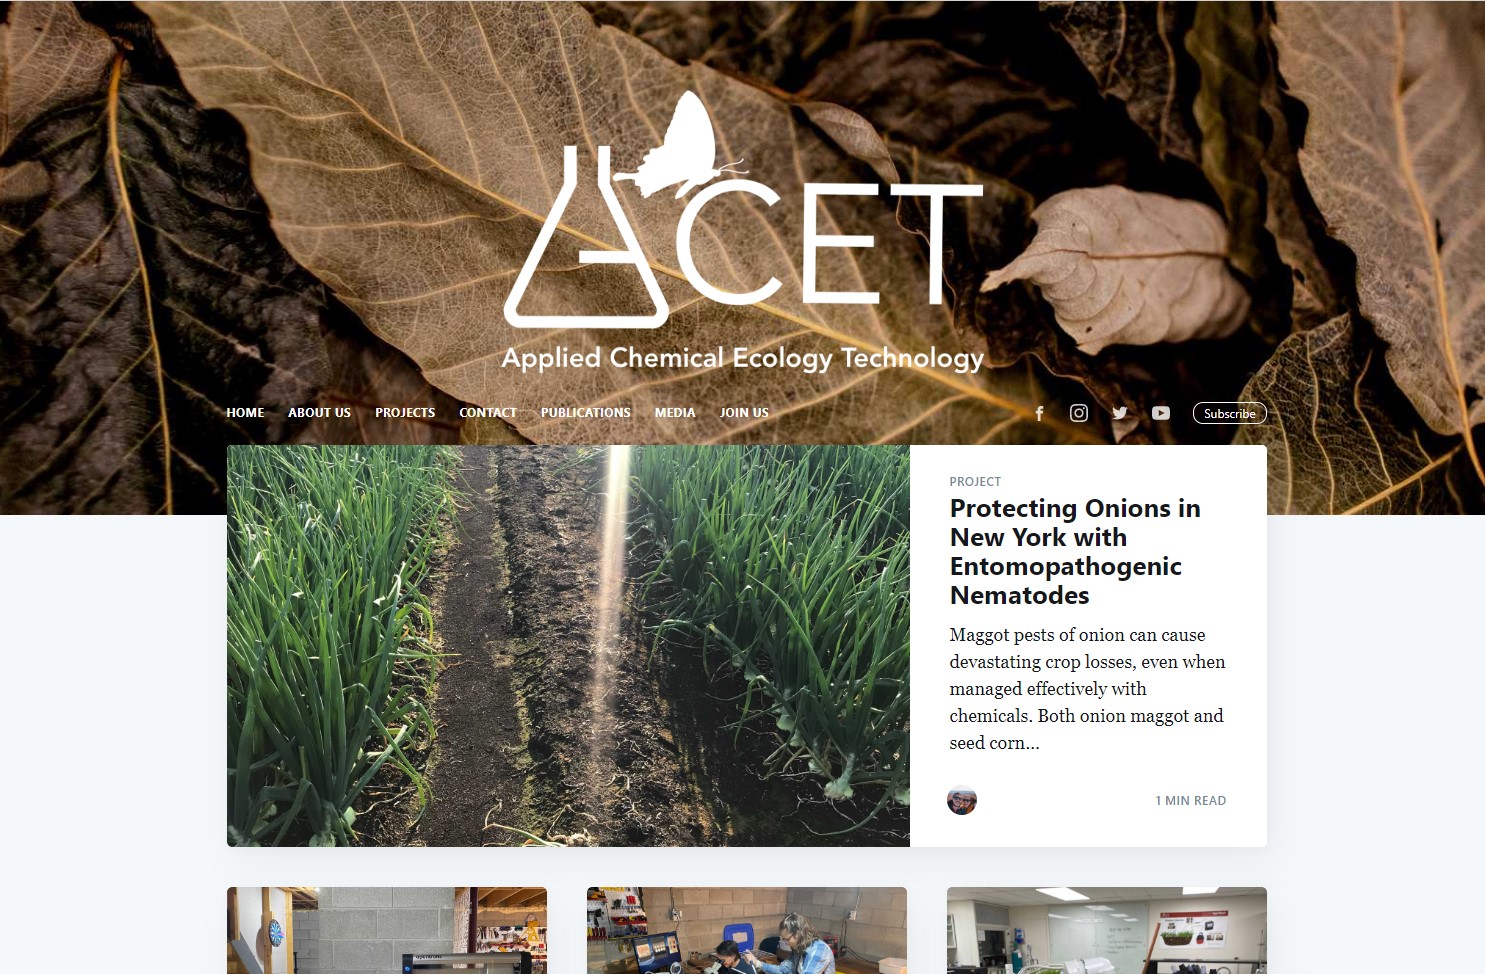 ACET
Applied Chemical Ecology Technology
HOME ABOUT US PROJECTS CONTACT PUBLICATIONS MEDIA JOIN US Subscribe
PROJECT
Protecting Onions in
New York with
Entomopathogenic
Nematodes
Maggot pests of onion can cause
devastating crop losses, even when
managed effectively with
chemicals. Both onion maggot and
seed corn...
1 MIN READ